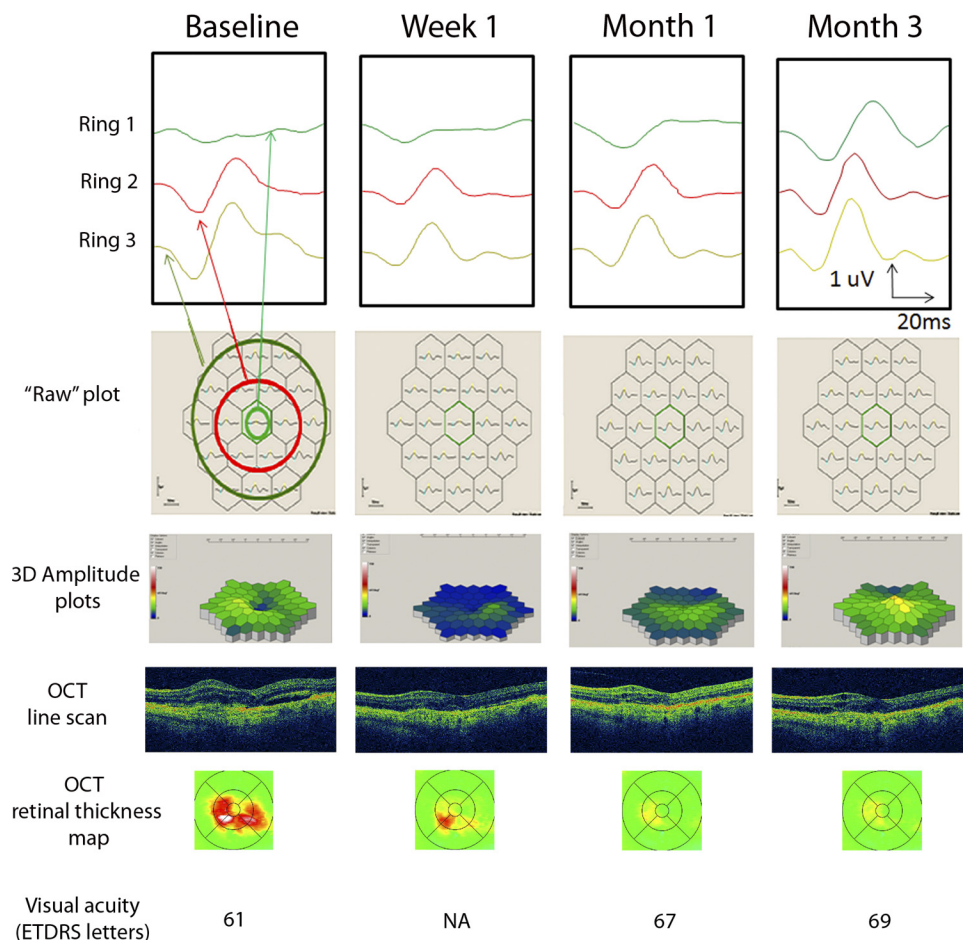 Baseline
Week 1
Month 1
Month 3
Ring 1
Ring 2
Ring 3
1 uV
20ms
“Raw” plot
3D Amplitude
plots
OCT
line scan
OCT
retinal thickness
map
Visual acuity
(ETDRS letters)
61
NA
67
69